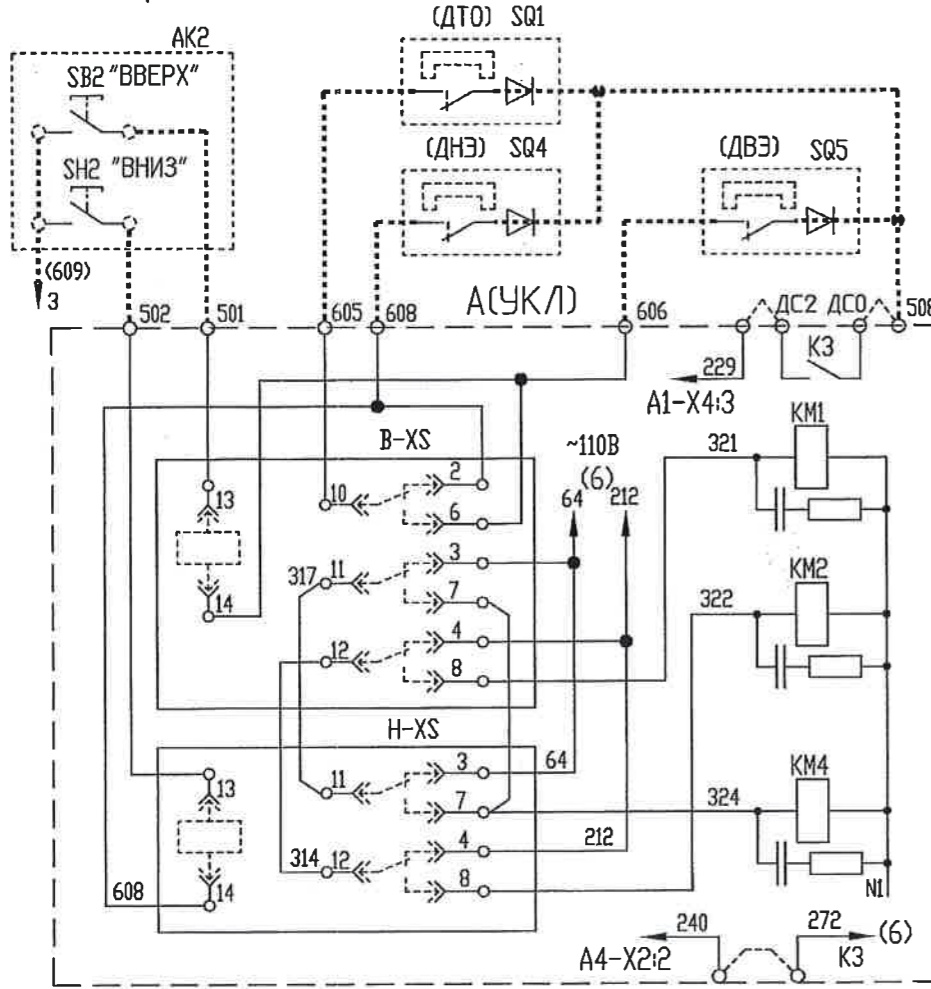 (ДТО) SQ1
АК2
SB2 "ВВЕРХ"
SH2 "ВНИЗ"
(ДНЭ) SQ4
(ДВЭ) SQ5
(609)
3
502
501
605
608
А(УКЛ)
606
ДС2
ДС0
508
К3
229
А1-Х4:3
В-XS
~110В
(6)
64
212
321
КМ1
13
10
2
6
317
11
3
7
14
12
4
8
322
КМ2
Н-XS
13
11
3
64
7
324
КМ4
314
12
4
212
8
608
14
N1
240
А4-Х2:2
272
(6)
К3